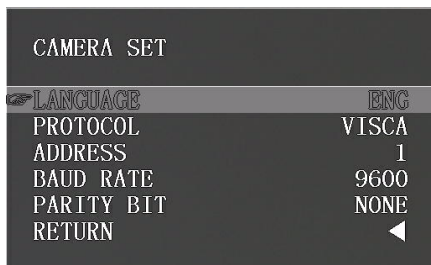 CAMERA SET
LANGUAGE ENG
PROTOCOL VISCA
ADDRESS 1
BAUD RATE 9600
PARITY BIT NONE
RETURN